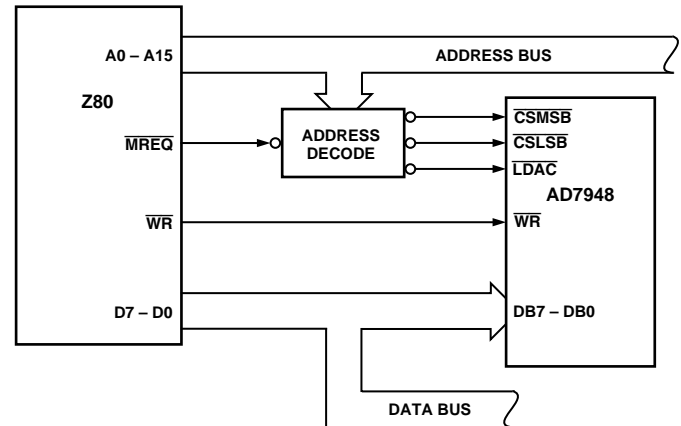 A0 – A15
ADDRESS BUS
Z80
MREQ
ADDRESS
DECODE
CSMSB
CSLSB
LDAC
AD7948
WR
WR
D7 – D0
DB7 – DB0
DATA BUS